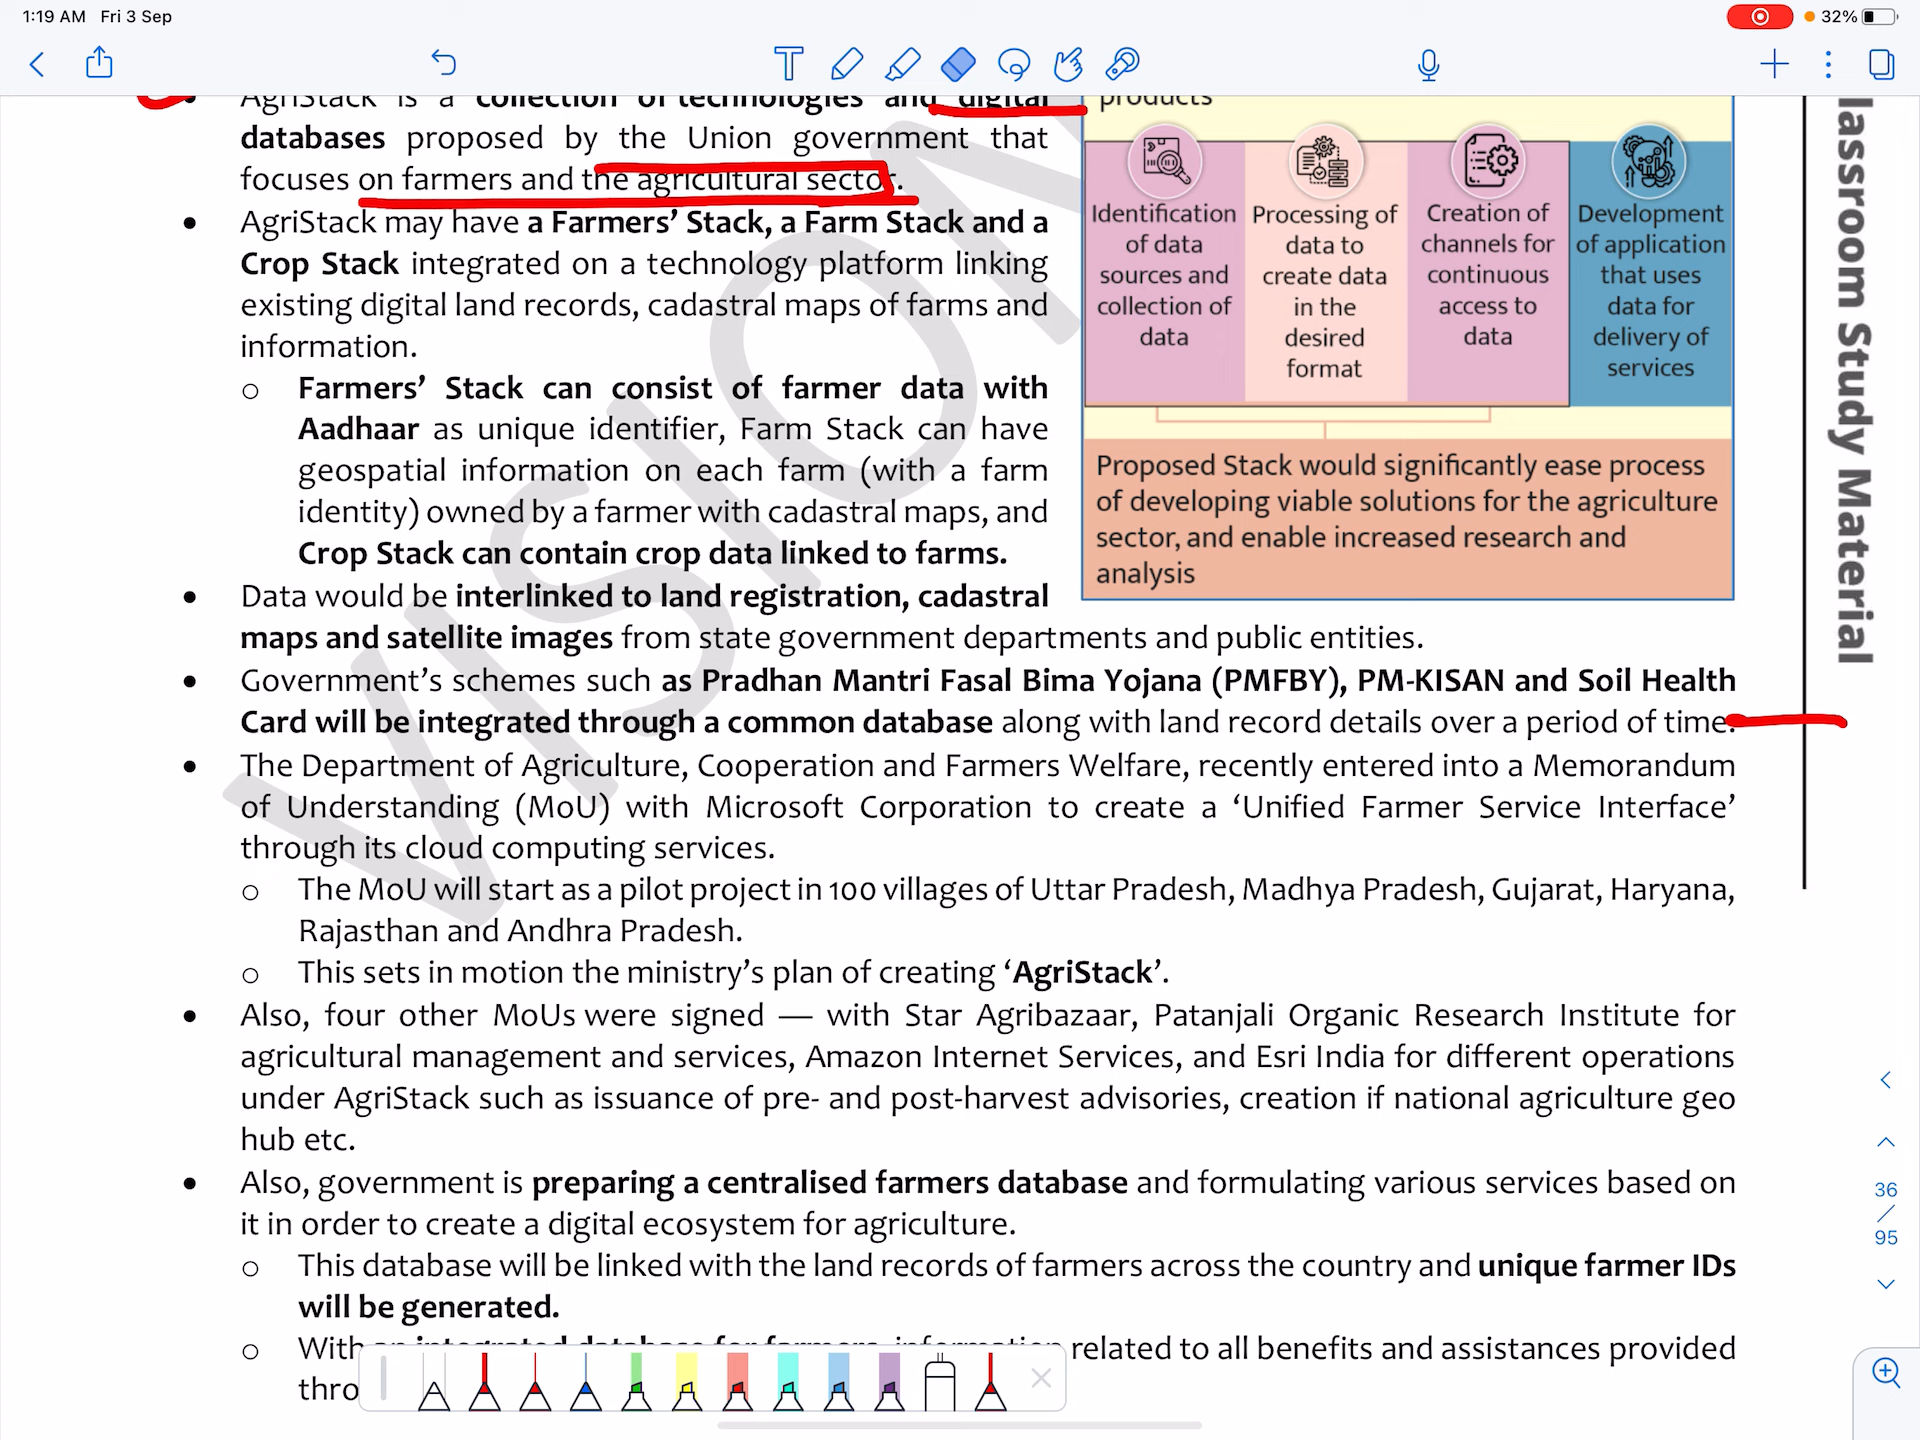 1:19 AM Fri 3 Sep
32%
AgriStack is a collection of technologies and digital
databases proposed by the Union government that
focuses on farmers and the agricultural sector.
AgriStack may have a Farmers’ Stack, a Farm Stack and a
Crop Stack integrated on a technology platform linking
existing digital land records, cadastral maps of farms and
information.
Farmers’ Stack can consist of farmer data with
Aadhaar as unique identifier, Farm Stack can have
geospatial information on each farm (with a farm
identity) owned by a farmer with cadastral maps, and
Crop Stack can contain crop data linked to farms.
Data would be interlinked to land registration, cadastral
maps and satellite images from state government departments and public entities.
Government’s schemes such as Pradhan Mantri Fasal Bima Yojana (PMFBY), PM-KISAN and Soil Health
Card will be integrated through a common database along with land record details over a period of time.
The Department of Agriculture, Cooperation and Farmers Welfare, recently entered into a Memorandum
of Understanding (MoU) with Microsoft Corporation to create a ‘Unified Farmer Service Interface’
through its cloud computing services.
The MoU will start as a pilot project in 100 villages of Uttar Pradesh, Madhya Pradesh, Gujarat, Haryana,
Rajasthan and Andhra Pradesh.
This sets in motion the ministry’s plan of creating ‘AgriStack’.
Also, four other MoUs were signed — with Star Agribazaar, Patanjali Organic Research Institute for
agricultural management and services, Amazon Internet Services, and Esri India for different operations
under AgriStack such as issuance of pre- and post-harvest advisories, creation if national agriculture geo
hub etc.
Also, government is preparing a centralised farmers database and formulating various services based on
it in order to create a digital ecosystem for agriculture.
This database will be linked with the land records of farmers across the country and unique farmer IDs
will be generated.
With an integrated database for farmers, information related to all benefits and assistances provided
thro
products
Identification
of data
sources and
collection of
data
Processing of
data to
create data
in the
desired
format
Creation of
channels for
continuous
access to
data
Development
of application
that uses
data for
delivery of
services
Proposed Stack would significantly ease process
of developing viable solutions for the agriculture
sector, and enable increased research and
analysis
lassroom Study Material
VISION
36
/
95